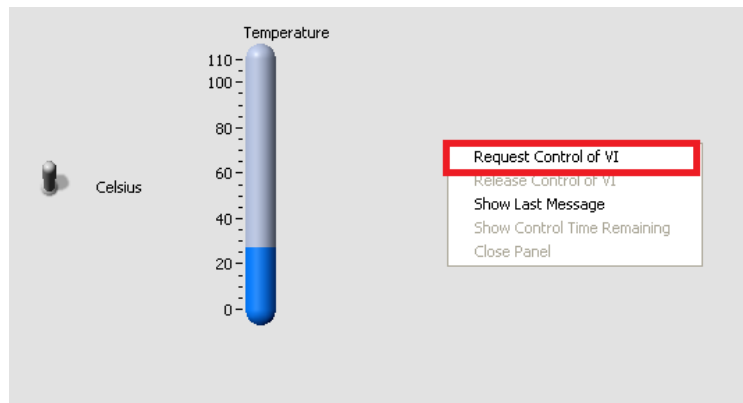 Temperature
110
100
80
60
40
20
0
Celsius
Request Control of VI
Release Control of VI
Show Last Message
Show Control Time Remaining
Close Panel